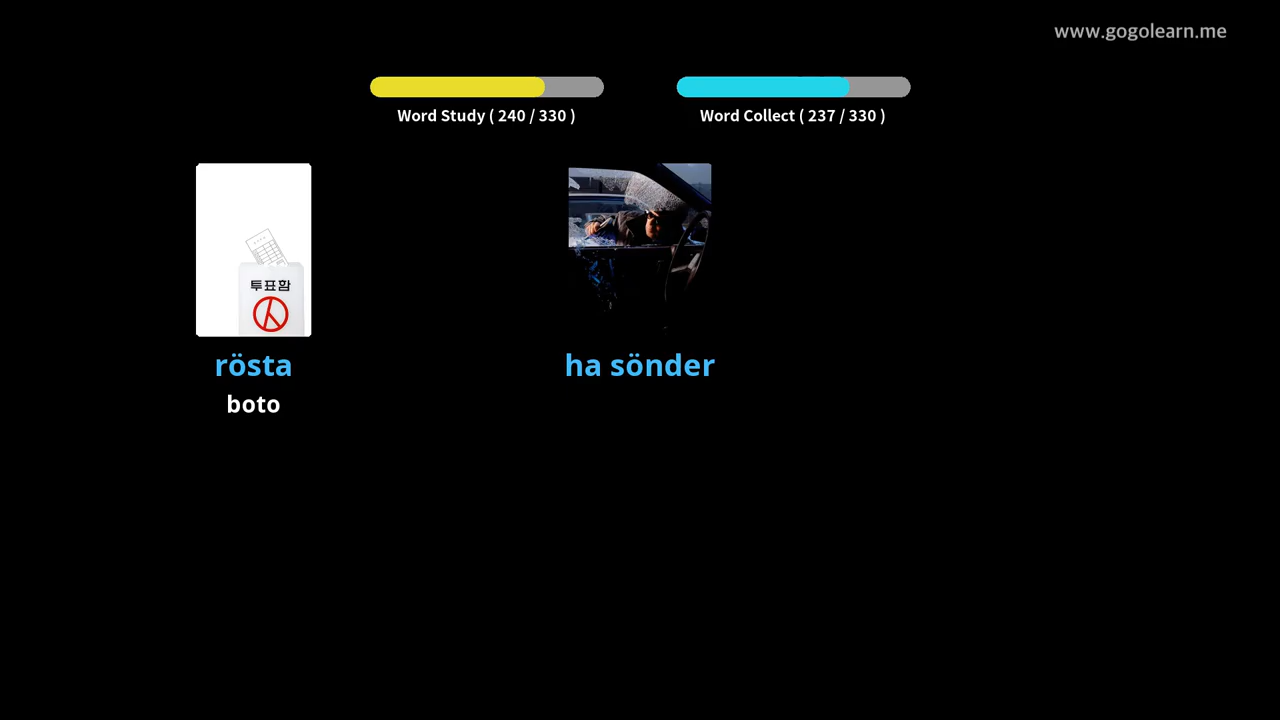 www.gogolearn.me
Word Study ( 240 / 330 )
Word Collect ( 237 / 330 )
투표함
rösta
ha sönder
boto